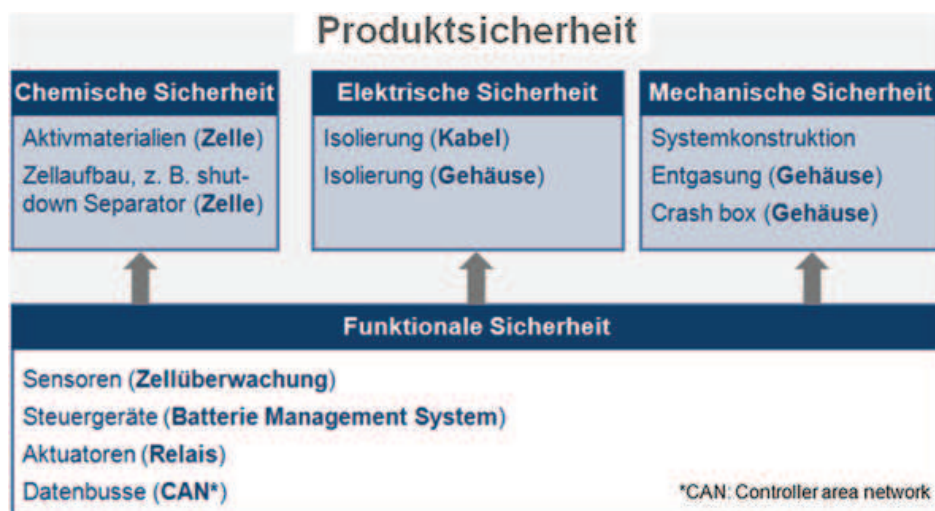 Produktsicherheit
Chemische Sicherheit
Aktivmaterialien (Zelle)
Zellaufbau, z. B. shut-
down Separator (Zelle)
Elektrische Sicherheit
Isolierung (Kabel)
Isolierung (Gehäuse)
Mechanische Sicherheit
Systemkonstruktion
Entgasung (Gehäuse)
Crash box (Gehäuse)
Funktionale Sicherheit
Sensoren (Zellüberwachung)
Steuergeräte (Batterie Management System)
Aktuatoren (Relais)
Datenbusse (CAN*)
*CAN: Controller area network